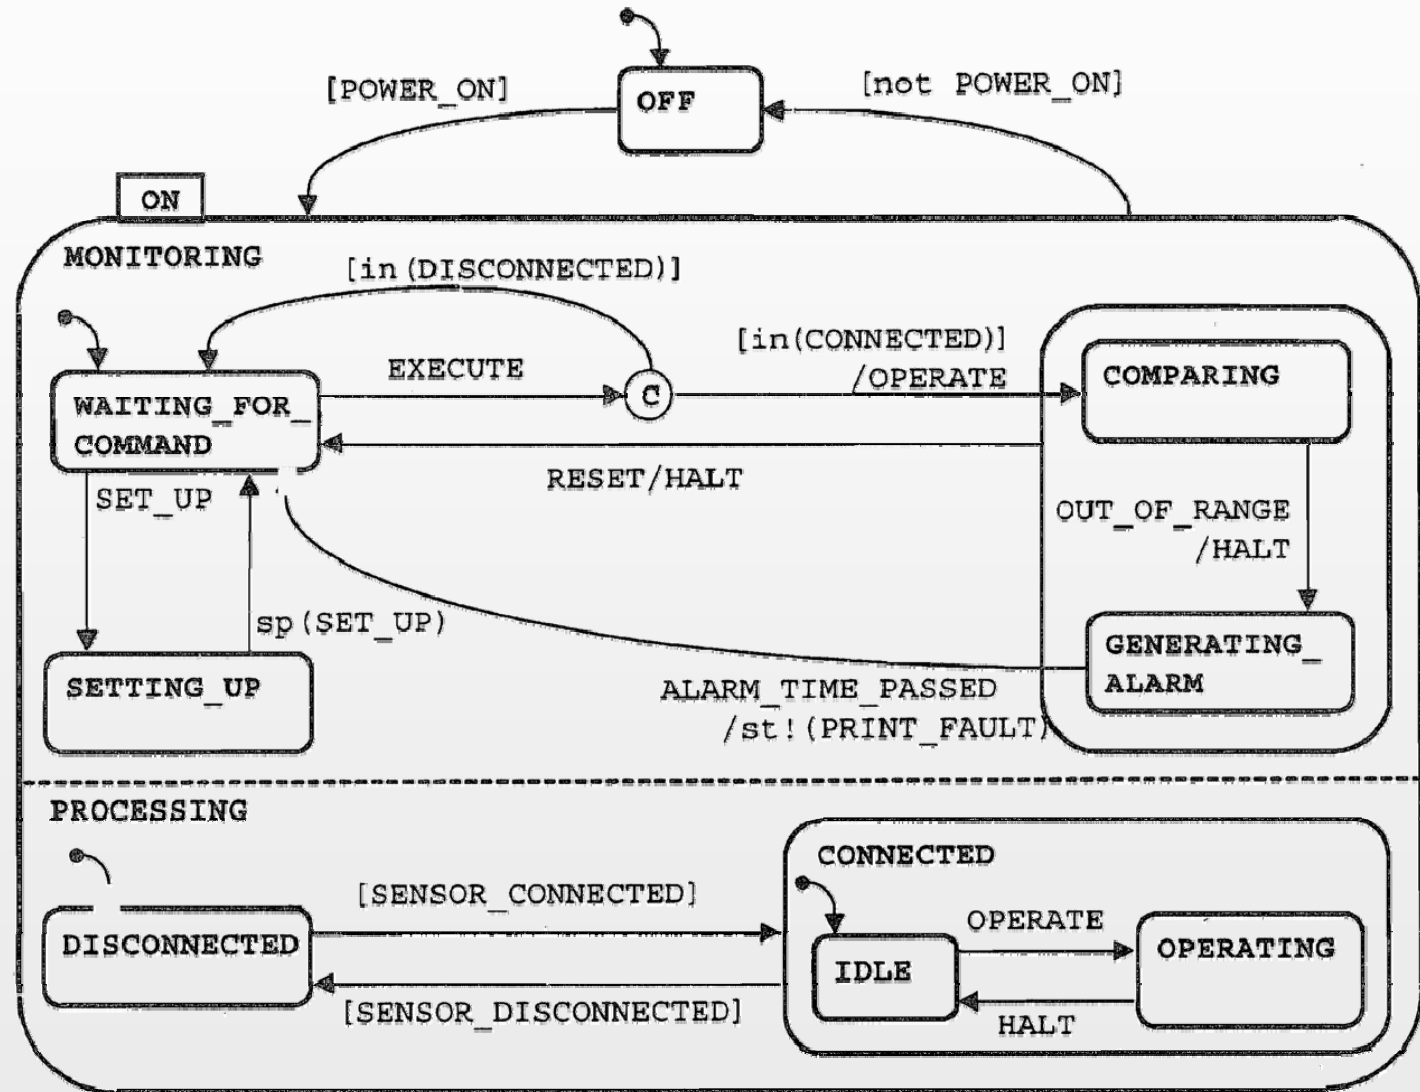 [POWER_ON]
OFF
[not POWER_ON]
ON
MONITORING
[in(DISCONNECTED)]
EXECUTE
C
[in(CONNECTED)]
/OPERATE
COMPARING
WAITING_FOR_
COMMAND
RESET/HALT
SET_UP
OUT_OF_RANGE
/HALT
sp(SET_UP)
SETTING_UP
GENERATING_
ALARM
ALARM_TIME_PASSED
/st!(PRINT_FAULT)
PROCESSING
CONNECTED
[SENSOR_CONNECTED]
DISCONNECTED
OPERATE
OPERATING
IDLE
[SENSOR_DISCONNECTED]
HALT